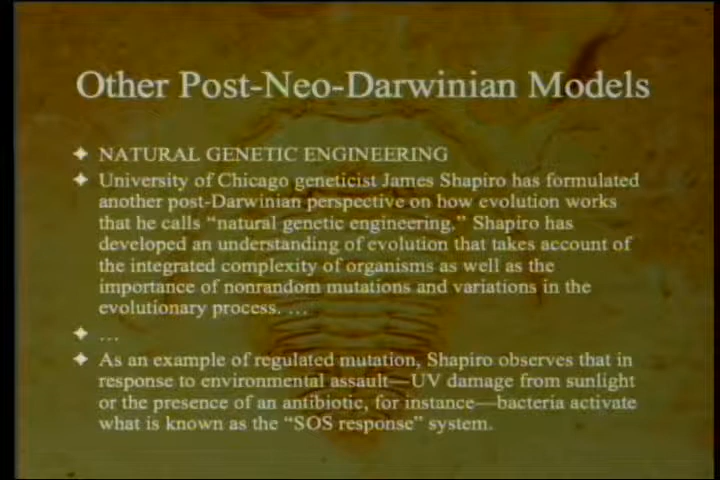 Other Post-Neo-Darwinian Models
✦ NATURAL GENETIC ENGINEERING
✦ University of Chicago geneticist James Shapiro has formulated
another post-Darwinian perspective on how evolution works
that he calls “natural genetic engineering.” Shapiro has
developed an understanding of evolution that takes account of
the integrated complexity of organisms as well as the
importance of nonrandom mutations and variations in the
evolutionary process. …
✦ …
✦ As an example of regulated mutation, Shapiro observes that in
response to environmental assault—UV damage from sunlight
or the presence of an antibiotic, for instance—bacteria activate
what is known as the “SOS response” system.